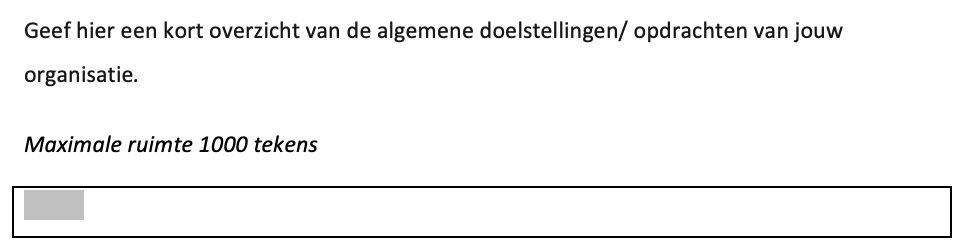 Geef hier een kort overzicht van de algemene doelstellingen/ opdrachten van jouw
organisatie.
Maximale ruimte 1000 tekens